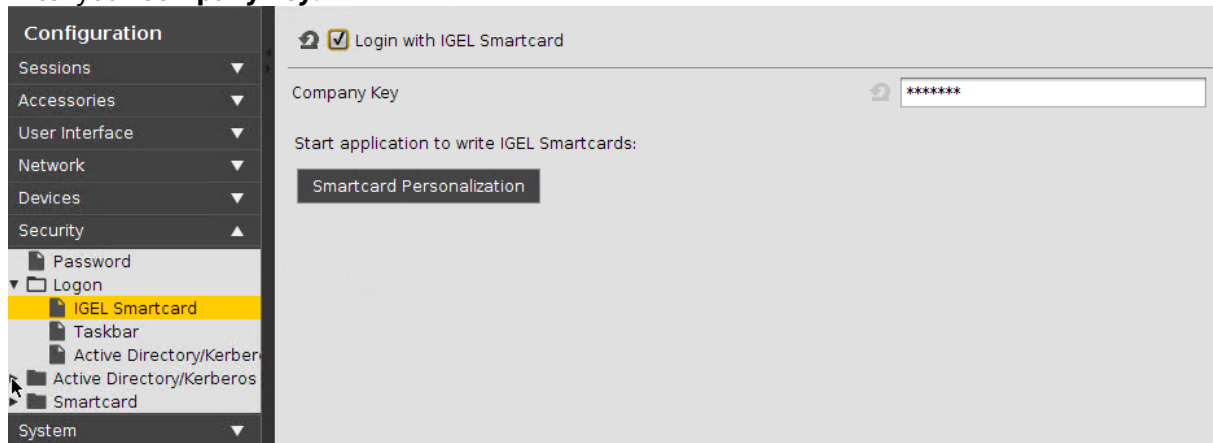 Configuration
Sessions
Accessories
User Interface
Network
Devices
Security
Password
Logon
IGEL Smartcard
Taskbar
Active Directory/Kerber
Active Directory/Kerberos
Smartcard
System
Login with IGEL Smartcard
Company Key
*******
Start application to write IGEL Smartcards:
Smartcard Personalization